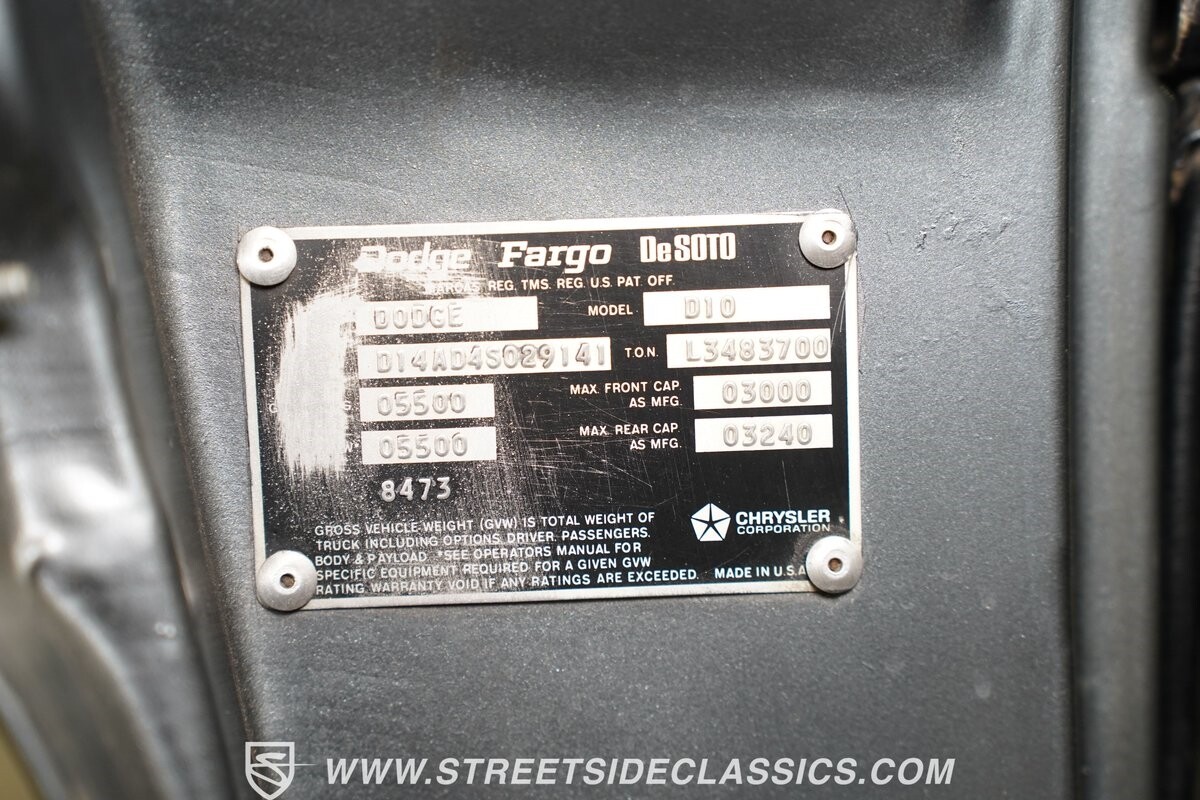 Dodge Fargo DeSOTO
MARCAS REG. TMS. REG. U.S. PAT. OFF.
DODGE MODEL D10
D14AD4S029141 T.O.N. L3483700
05500 MAX. FRONT CAP. AS MFG. 03000
05500 MAX. REAR CAP. AS MFG. 03240
8473
GROSS VEHICLE WEIGHT (GVW) IS TOTAL WEIGHT OF
TRUCK INCLUDING OPTIONS, DRIVER, PASSENGERS,
BODY & PAYLOAD. *SEE OPERATORS MANUAL FOR
SPECIFIC EQUIPMENT REQUIRED FOR A GIVEN GVW
RATING. WARRANTY VOID IF ANY RATINGS ARE EXCEEDED. MADE IN U.S.A.
CHRYSLER
CORPORATION
WWW.STREETSIDECLASSICS.COM